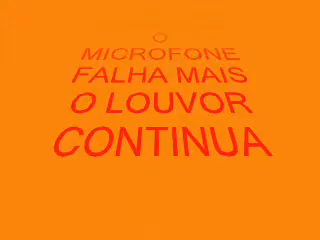 O
MICROFONE
FALHA MAIS
O LOUVOR
CONTINUA